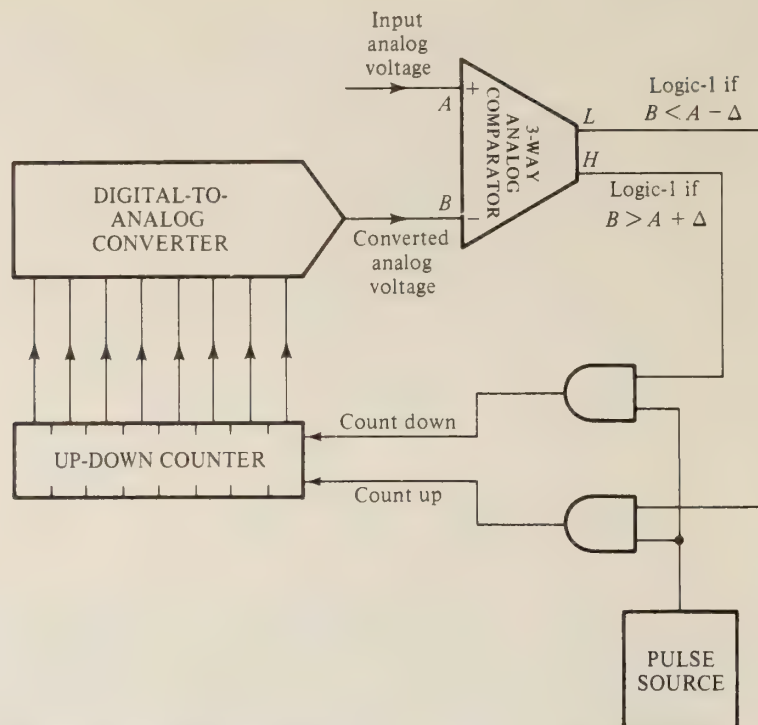 Input
analog
voltage
A
+
3-WAY
ANALOG
COMPARATOR
L
Logic-1 if
B < A − Δ
H
Logic-1 if
B > A + Δ
DIGITAL-TO-
ANALOG
CONVERTER
B
−
Converted
analog
voltage
Count down
UP-DOWN COUNTER
Count up
PULSE
SOURCE